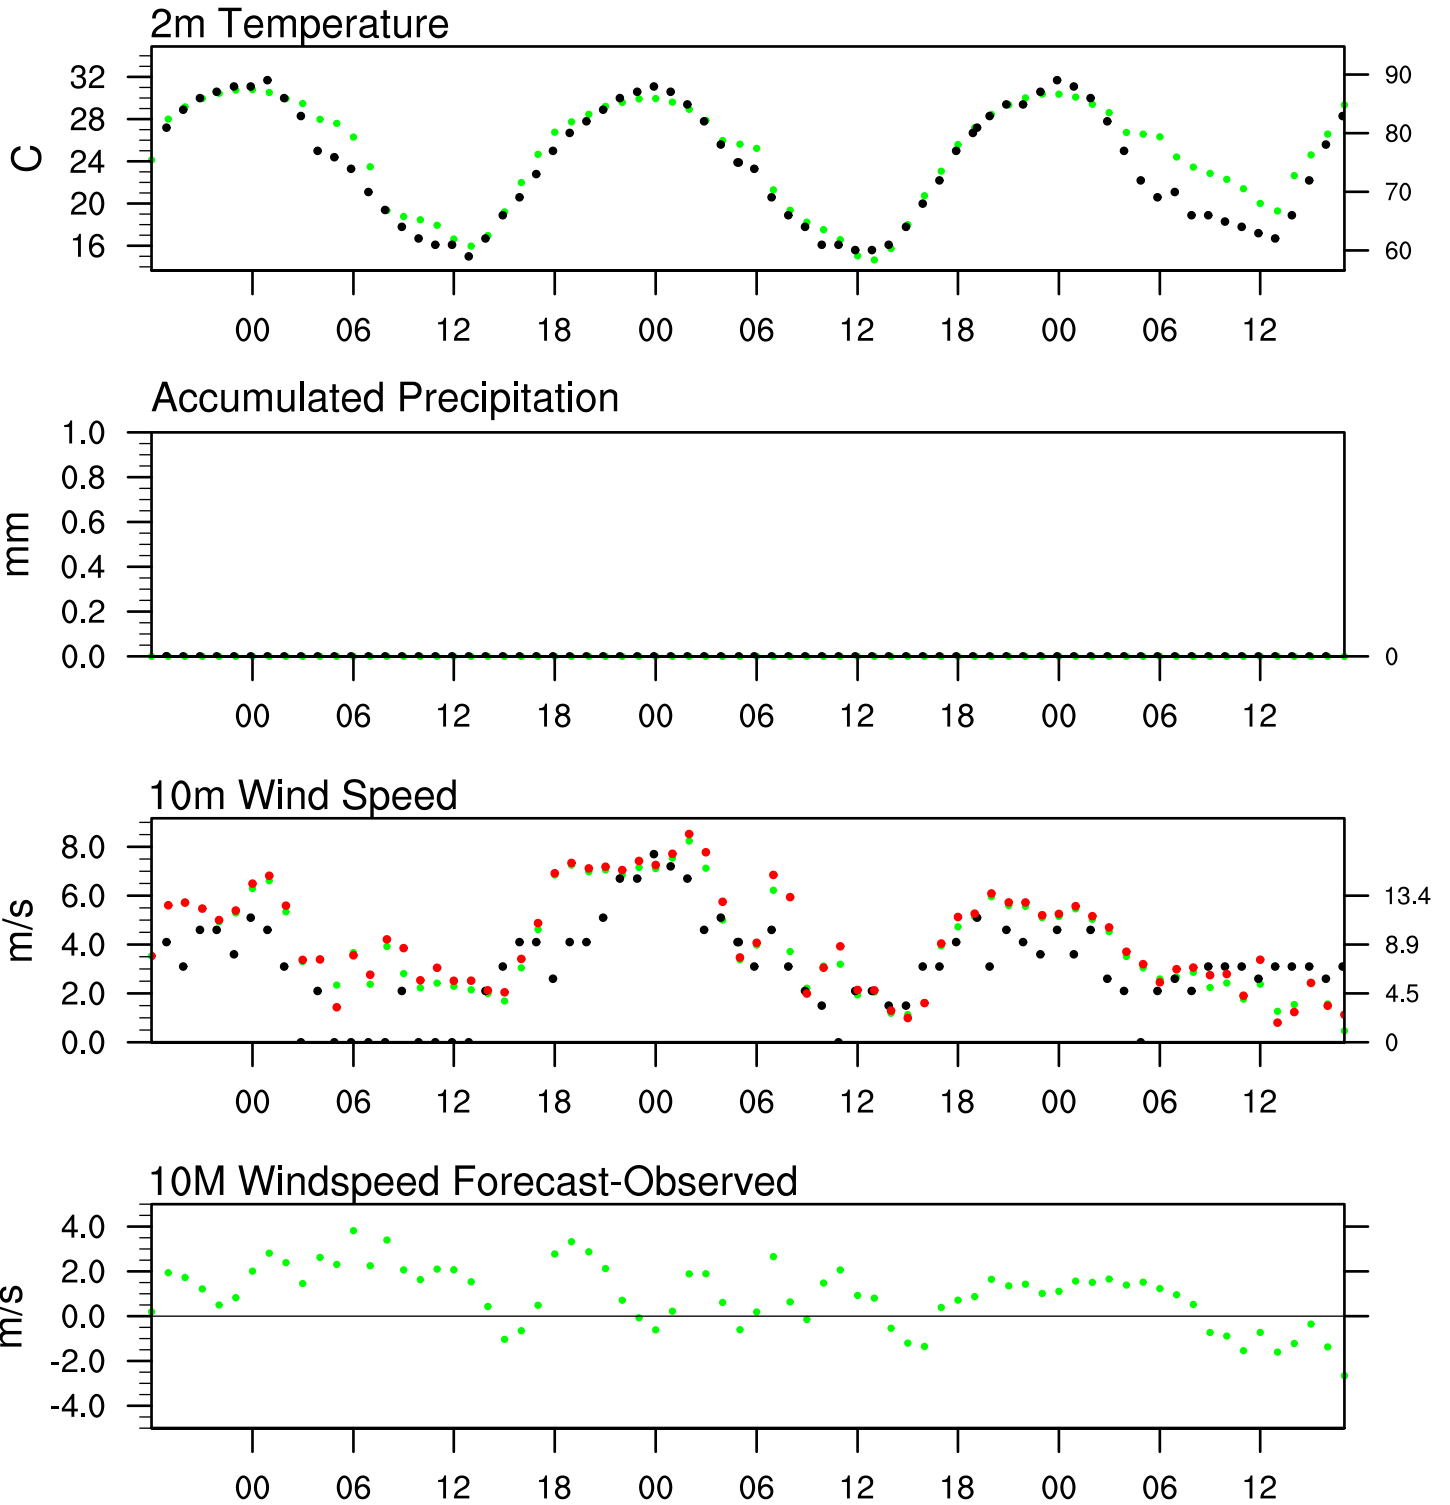 2m Temperature
32 90
28
80
C 24
70
20
16 60
00 06 12 18 00 06 12 18 00 06 12
Accumulated Precipitation
1.0
0.8
0.6
mm
0.4
0.2
0.0 0
00 06 12 18 00 06 12 18 00 06 12
10m Wind Speed
8.0
6.0 13.4
m/s
4.0 8.9
2.0 4.5
0.0 0
00 06 12 18 00 06 12 18 00 06 12
10M Windspeed Forecast-Observed
4.0
2.0
m/s
0.0
-2.0
-4.0
00 06 12 18 00 06 12 18 00 06 12